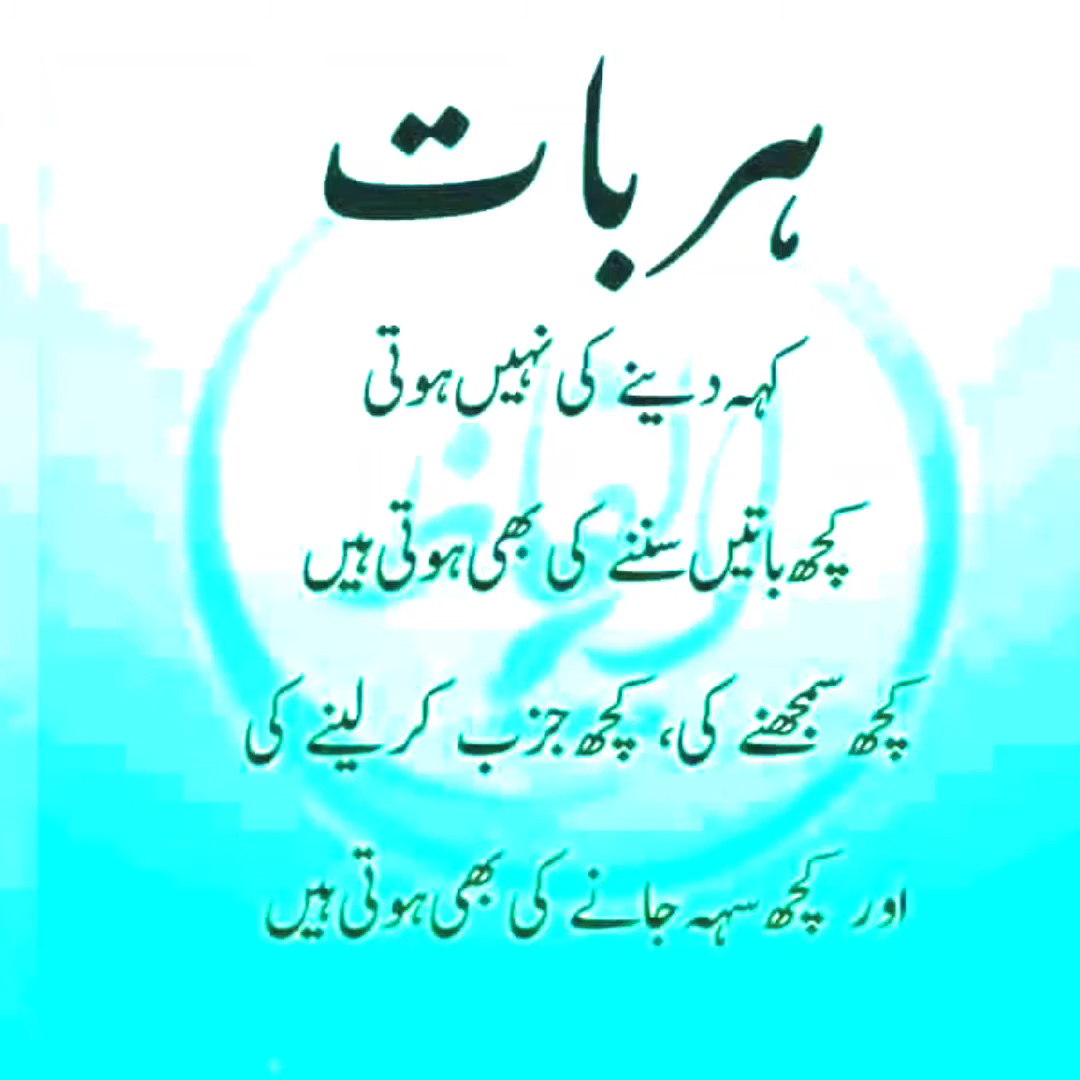 ہر بات
کہہ دینے کی نہیں ہوتی
کچھ باتیں سننے کی بھی ہوتی ہیں
کچھ سمجھنے کی، کچھ جزب کر لینے کی
اور کچھ سہہ جانے کی بھی ہوتی ہیں
الفاظ